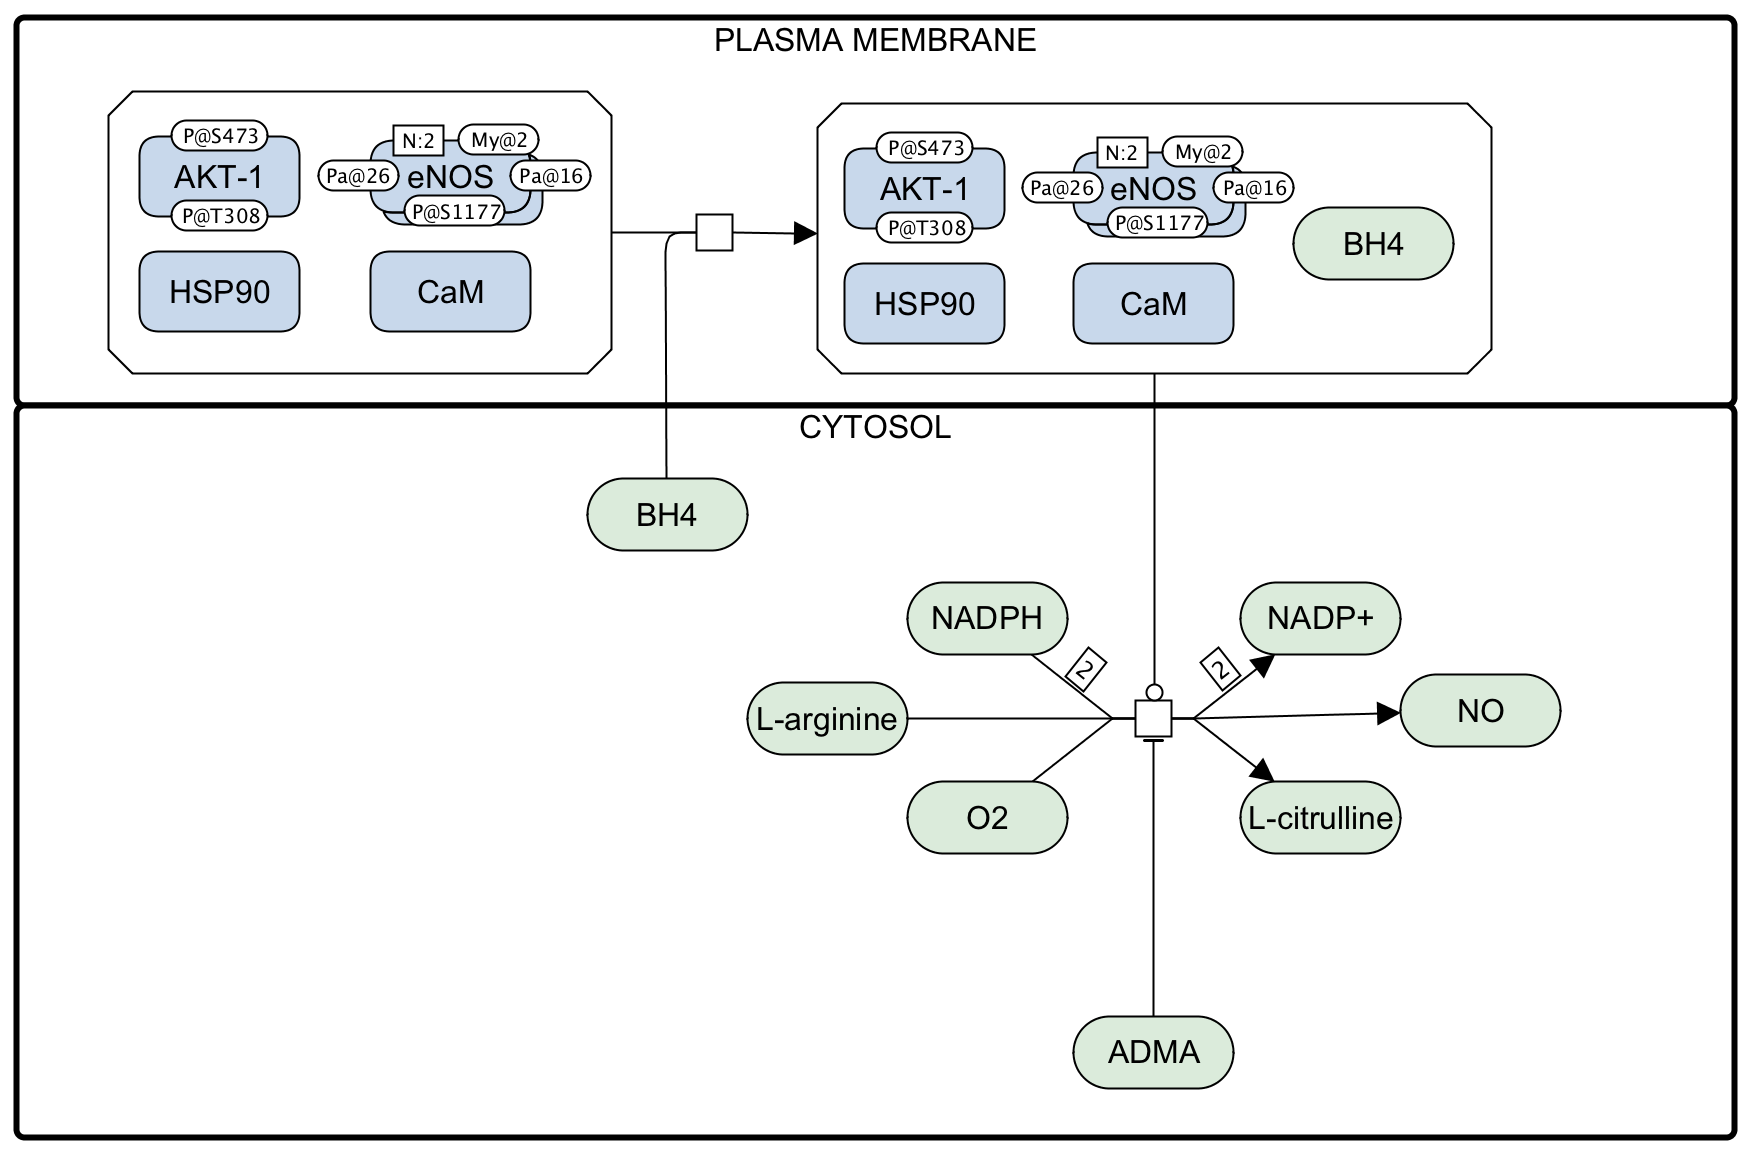 PLASMA MEMBRANE
P@S473
AKT-1
P@T308
N:2
My@2
Pa@26
eNOS
Pa@16
P@S1177
HSP90
CaM
P@S473
AKT-1
P@T308
N:2
My@2
Pa@26
eNOS
Pa@16
P@S1177
BH4
HSP90
CaM
CYTOSOL
BH4
NADPH
NADP+
2
2
L-arginine
NO
O2
L-citrulline
ADMA